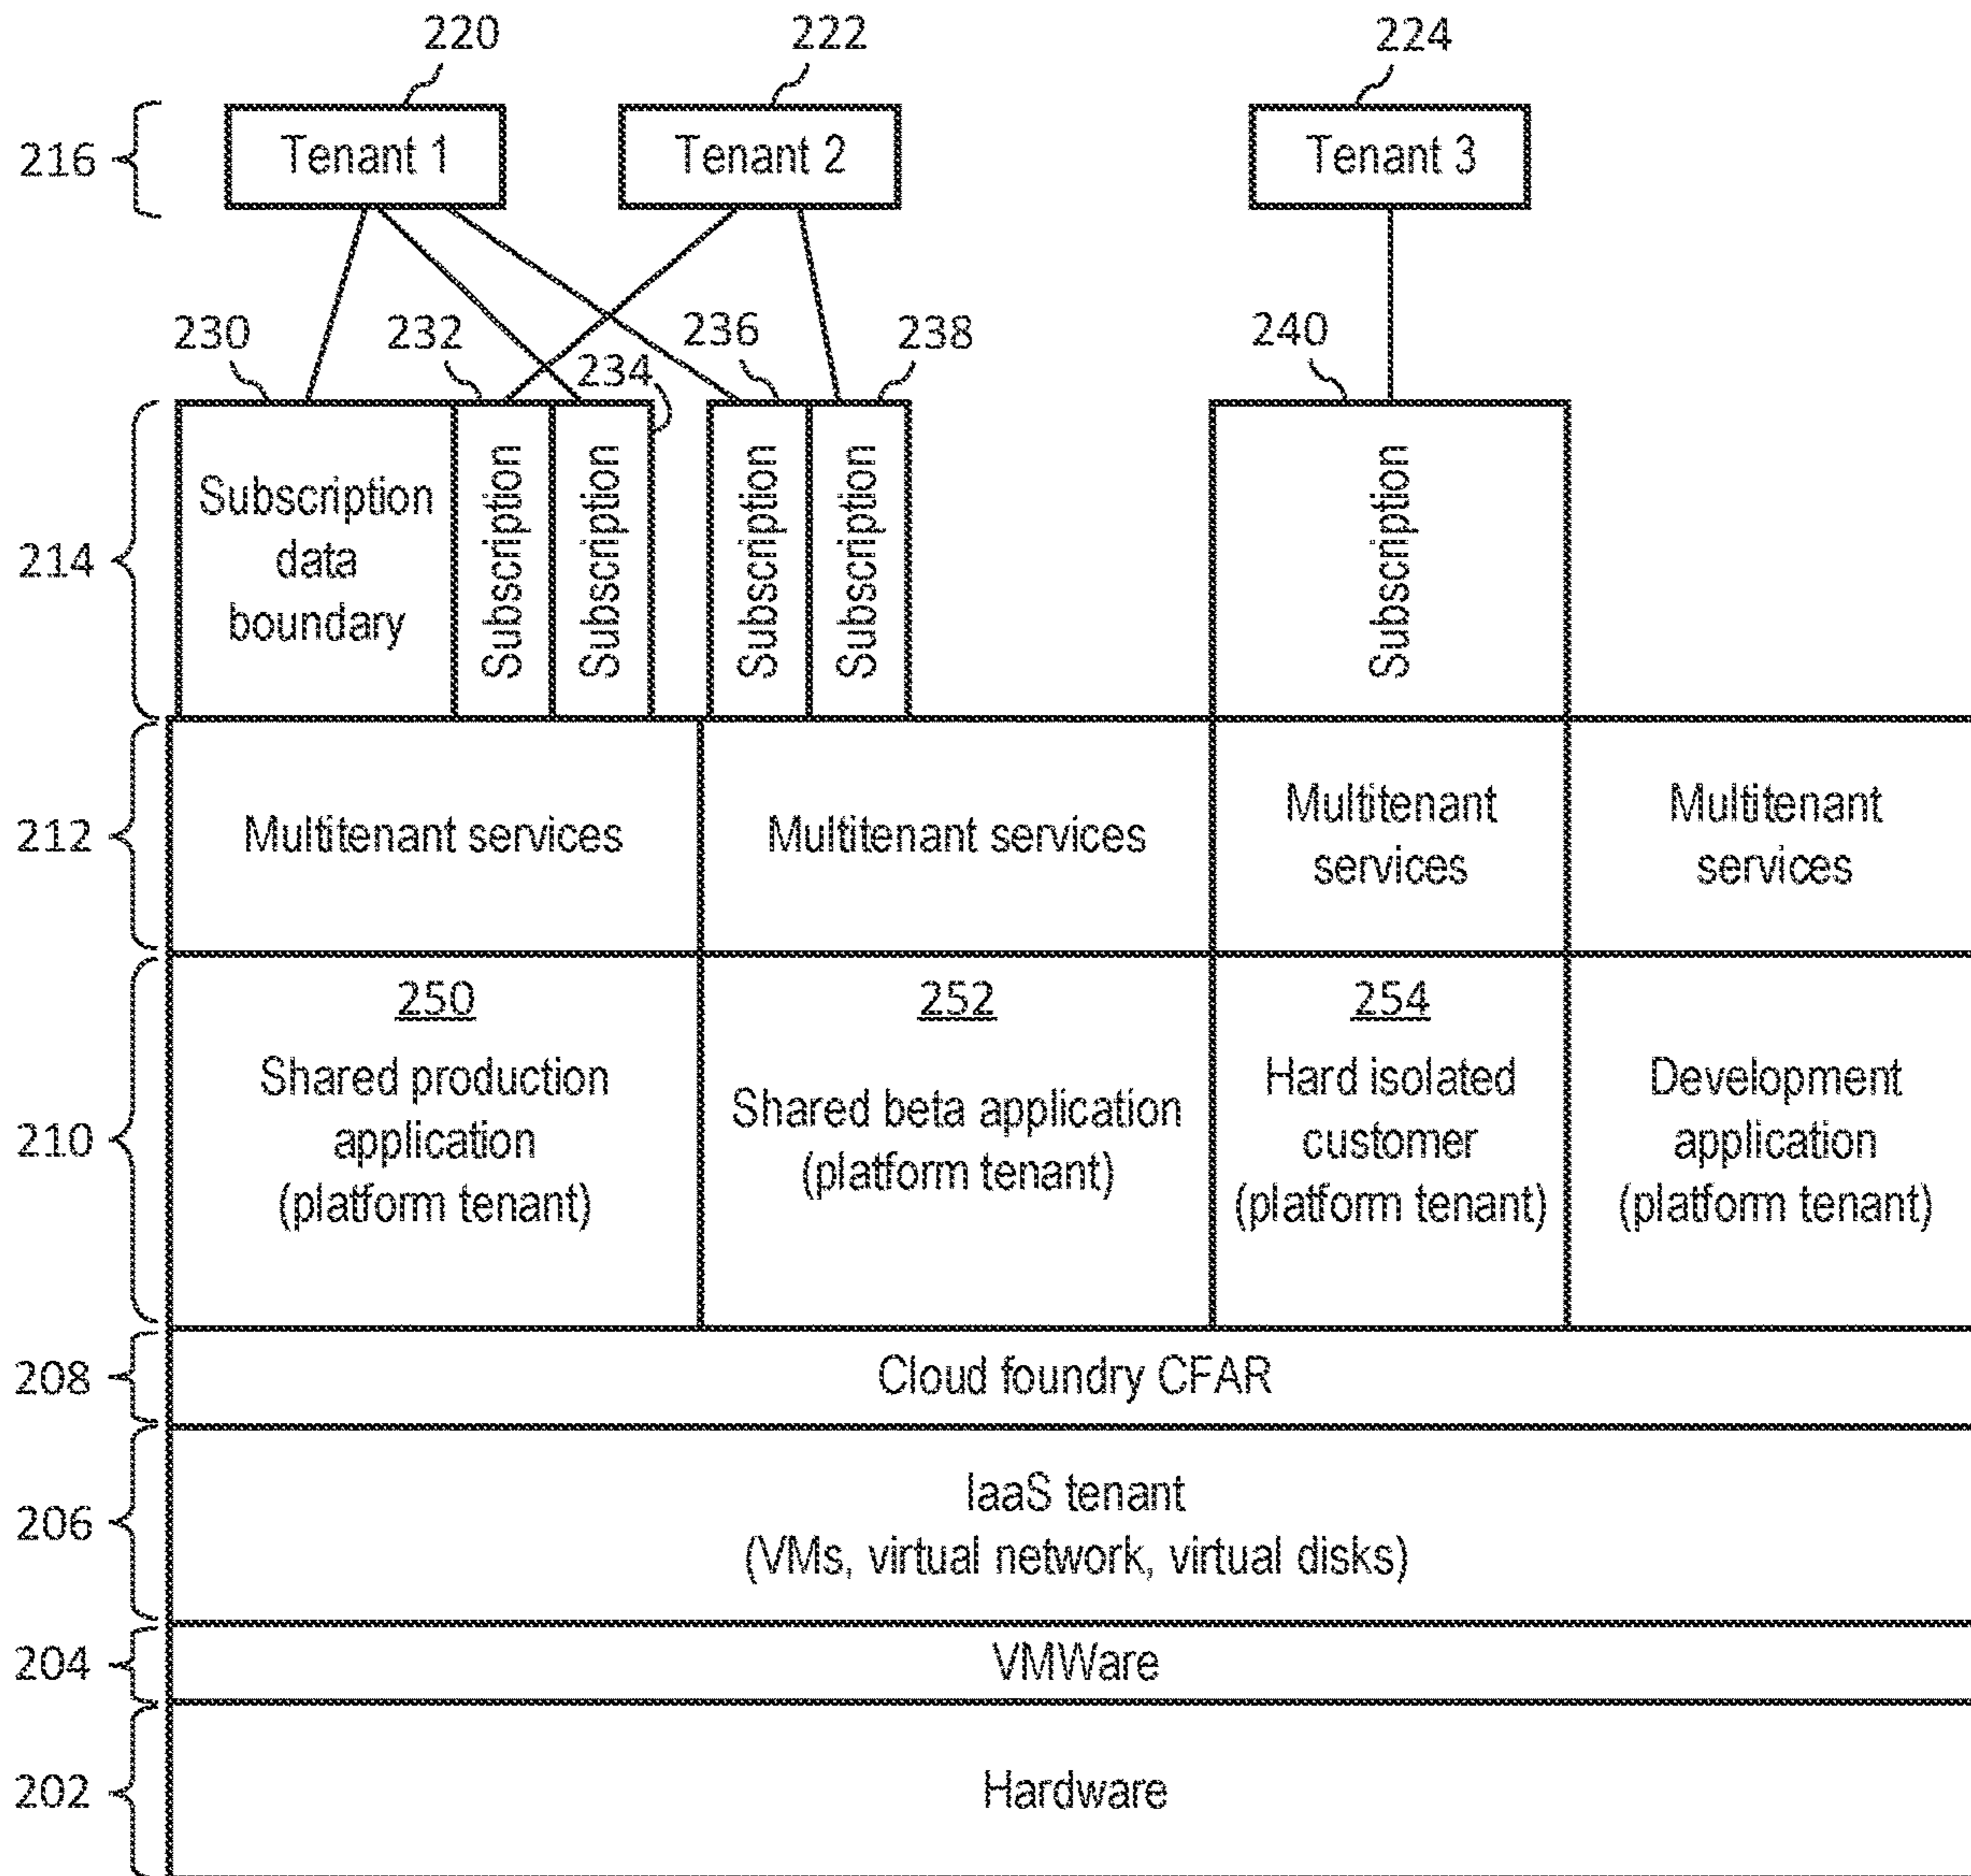 220
222
224
216
Tenant 1
Tenant 2
Tenant 3
230
232
234
236
238
240
214
Subscription
data
boundary
Subscription
Subscription
Subscription
Subscription
Subscription
212
Multitenant services
Multitenant services
Multitenant
services
Multitenant
services
210
250
Shared production
application
(platform tenant)
252
Shared beta application
(platform tenant)
254
Hard isolated
customer
(platform tenant)
Development
application
(platform tenant)
208
Cloud foundry CFAR
206
IaaS tenant
(VMs, virtual network, virtual disks)
204
VMWare
202
Hardware